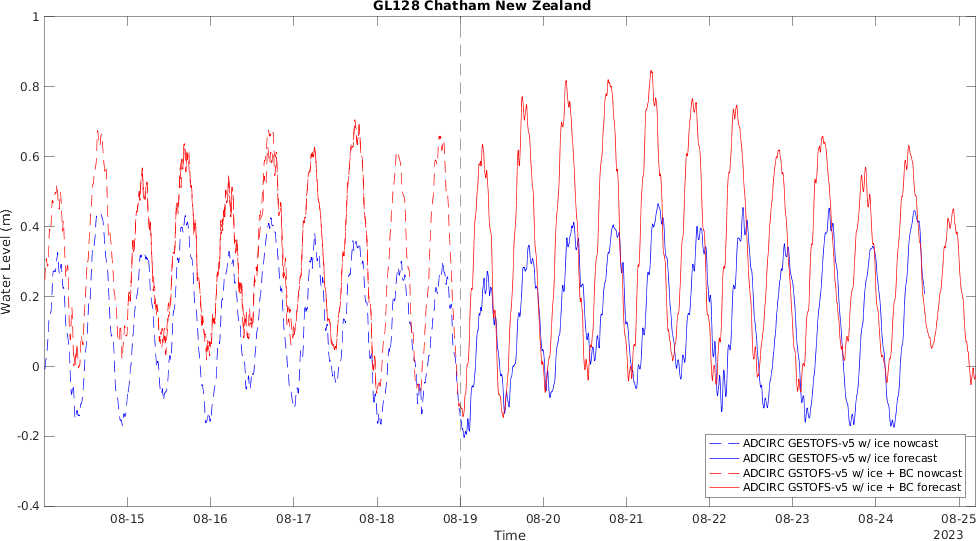 GL128 Chatham New Zealand
1
0.8
0.6
0.4
0.2
0
-0.2
-0.4
Water Level (m)
ADCIRC GESTOFS-v5 w/ ice nowcast
ADCIRC GESTOFS-v5 w/ ice forecast
ADCIRC GSTOFS-v5 w/ ice + BC nowcast
ADCIRC GSTOFS-v5 w/ ice + BC forecast
08-15 08-16 08-17 08-18 08-19 08-20 08-21 08-22 08-23 08-24 08-25
Time
2023